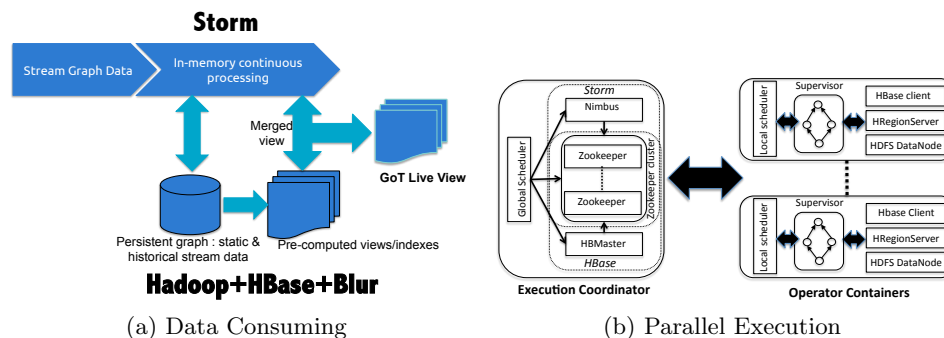 Storm
Stream Graph Data
In-memory continuous
processing
Merged
view
GoT Live View
Persistent graph : static &
historical stream data
Pre-computed views/indexes
Hadoop+HBase+Blur
(a) Data Consuming
Global Scheduler
Storm
Nimbus
Zookeeper
Zookeeper
Zookeeper cluster
HBMaster
HBase
Execution Coordinator
Local scheduler
Supervisor
HBase client
HRegionServer
HDFS DataNode
Local scheduler
Supervisor
Hbase Client
HRegionServer
HDFS DataNode
Operator Containers
(b) Parallel Execution